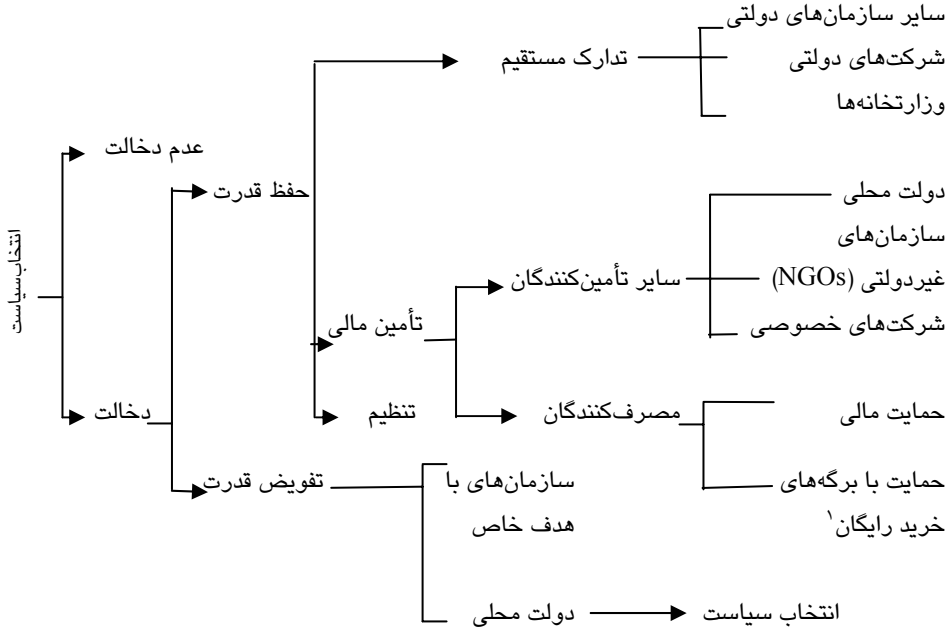 سایر سازمان‌های دولتی
تدارک مستقیم
شرکت‌های دولتی
وزارتخانه‌ها
عدم دخالت
حفظ قدرت
دولت محلی
سازمان‌های
غیردولتی (NGOs)
سایر تأمین‌کنندگان
انتخاب‌سیاست
تأمین مالی
شرکت‌های خصوصی
دخالت
تنظیم
مصرف‌کنندگان
حمایت مالی
تفویض قدرت
سازمان‌های با
هدف خاص
حمایت با برگه‌های
خرید رایگان۱
دولت محلی
انتخاب سیاست